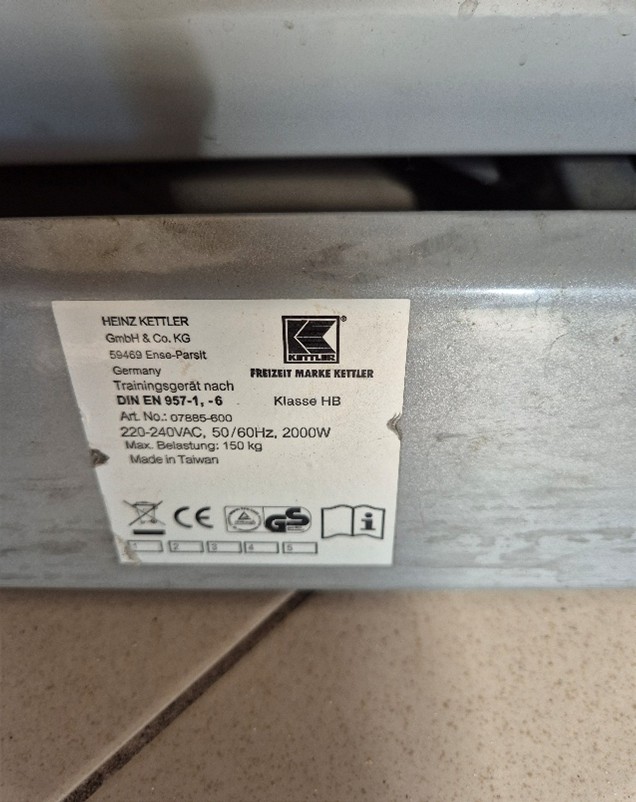 HEINZ KETTLER
GmbH & Co. KG
59469 Ense-Parsit
Germany
Trainingsgerät nach
DIN EN 957-1, -6 Klasse HB
Art. No.: 07885-600
220-240VAC, 50/60Hz, 2000W
Max. Belastung: 150 kg
Made in Taiwan
KETTLER®
FREIZEIT MARKE KETTLER
CE
GS
i
1 2 3 4 5